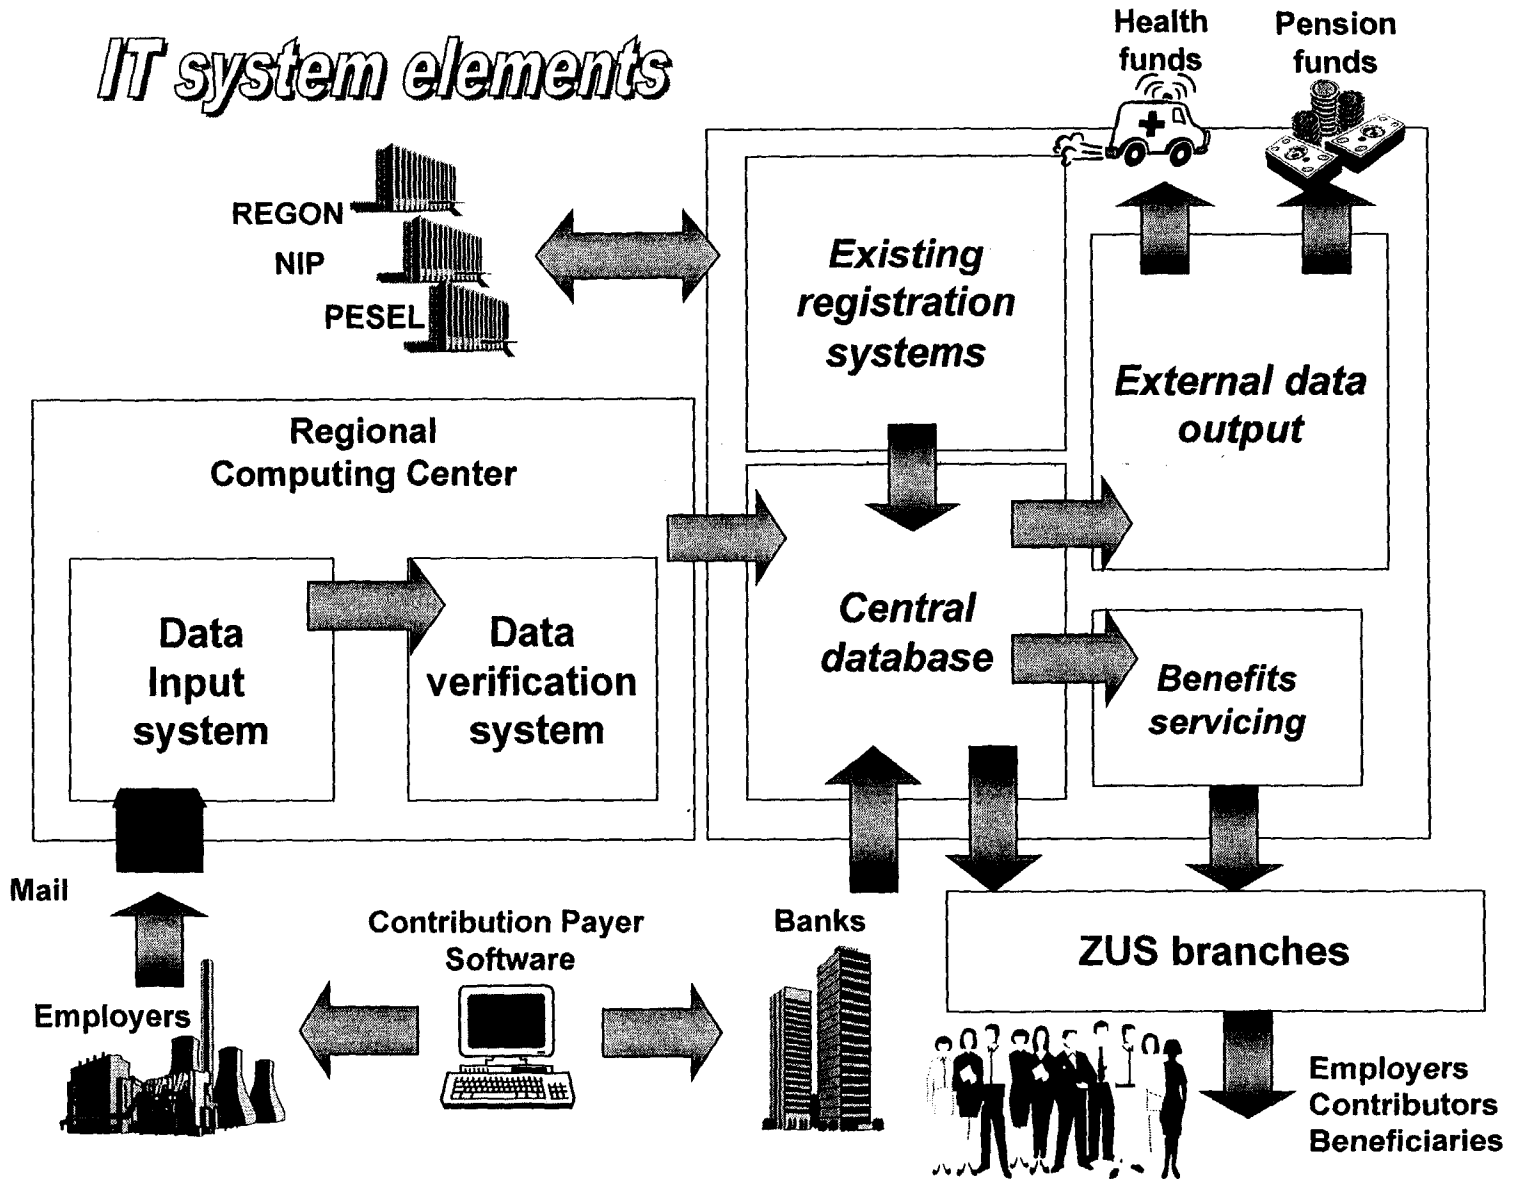 IT system elements
Health
funds
Pension
funds
REGON
NIP
PESEL
Existing
registration
systems
External data
output
Regional
Computing Center
Data
Input
system
Data
verification
system
Central
database
Benefits
servicing
Mail
Employers
Contribution Payer
Software
Banks
ZUS branches
Employers
Contributors
Beneficiaries